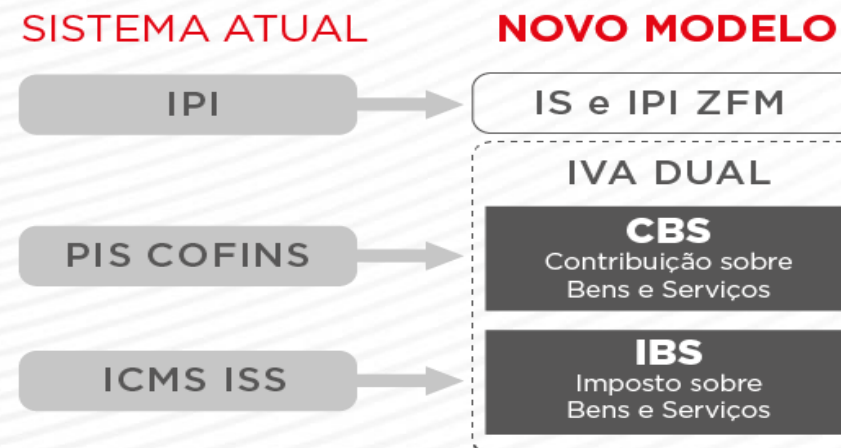 SISTEMA ATUAL
NOVO MODELO
IPI
IS e IPI ZFM
IVA DUAL
PIS COFINS
CBS
Contribuição sobre
Bens e Serviços
ICMS ISS
IBS
Imposto sobre
Bens e Serviços